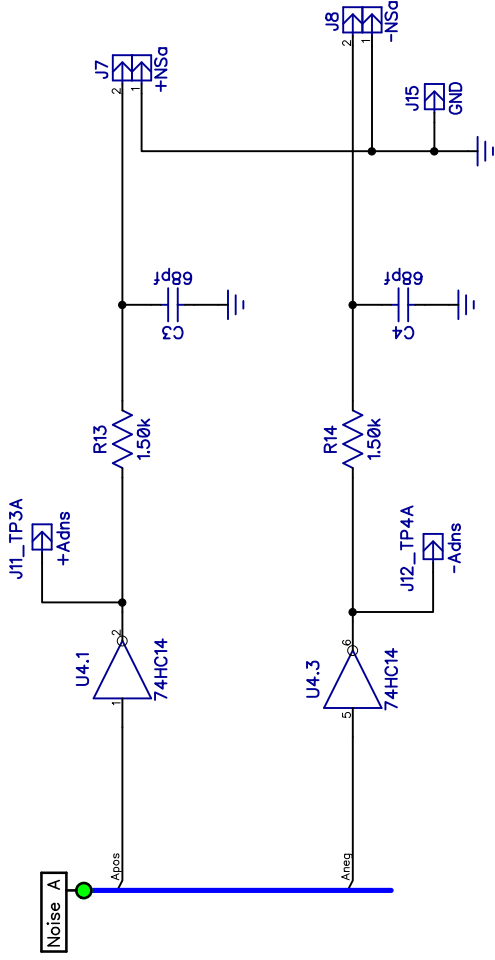 Noise A
Apos
1
U4.1
74HC14
2
J11_TP3A
+Adns
R13
1.50k
C3
68pf
2
1
J7
+NSa
Aneg
5
U4.3
74HC14
6
J12_TP4A
-Adns
R14
1.50k
C4
68pf
2
1
J8
-NSa
J15
GND